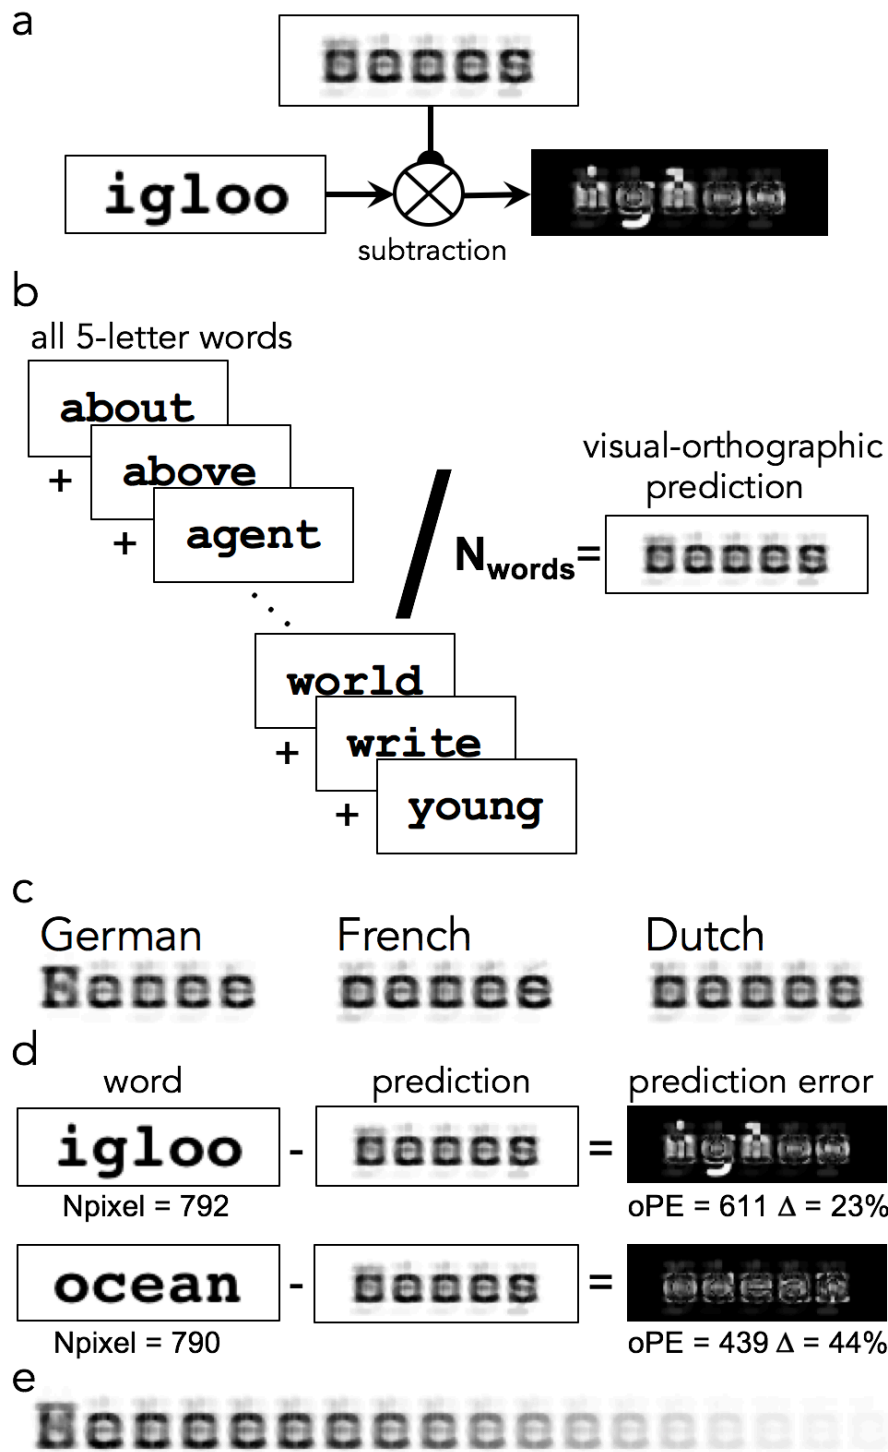 a
igloo
subtraction
b
all 5-letter words
about
+ above
+ agent
visual-orthographic
prediction
/ Nwords=
world
+ write
+ young
c
German French Dutch
d
word prediction prediction error
igloo - =
Npixel = 792 oPE = 611 Δ = 23%
ocean - =
Npixel = 790 oPE = 439 Δ = 44%
e